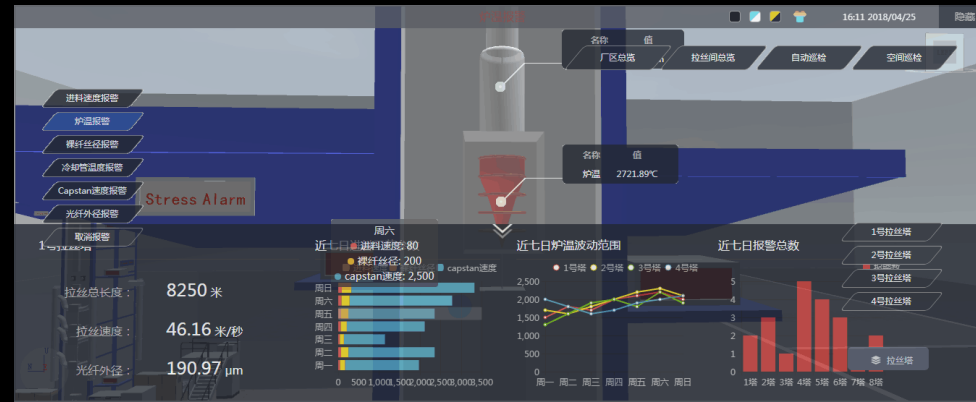 16:11 2018/04/25 隐藏
名称 值
厂区总览 拉丝间总览 自动巡检 空间巡检
进料速度报警
炉温报警
裸纤丝径报警
冷却管温度报警
Capstan速度报警
光纤外径报警
取消报警
Stress Alarm
名称 值
炉温 2721.89℃
1号拉丝塔
拉丝总长度： 8250 米
拉丝速度： 46.16 米/秒
光纤外径： 190.97 μm
近七日
周六
进料速度: 80
裸纤丝径: 200
capstan速度: 2,500
capstan速度
周日
周六
周五
周四
周三
周二
周一
0 500 1,000 1,500 2,000 2,500 3,000 3,500
近七日炉温波动范围
1号塔 2号塔 3号塔 4号塔
2,500
2,000
1,500
1,000
500
0
周一 周二 周三 周四 周五 周六 周日
近七日报警总数
5
4
3
2
1
0
1塔 2塔 3塔 4塔 5塔 6塔 7塔 8塔
1号拉丝塔
2号拉丝塔
3号拉丝塔
4号拉丝塔
拉丝塔